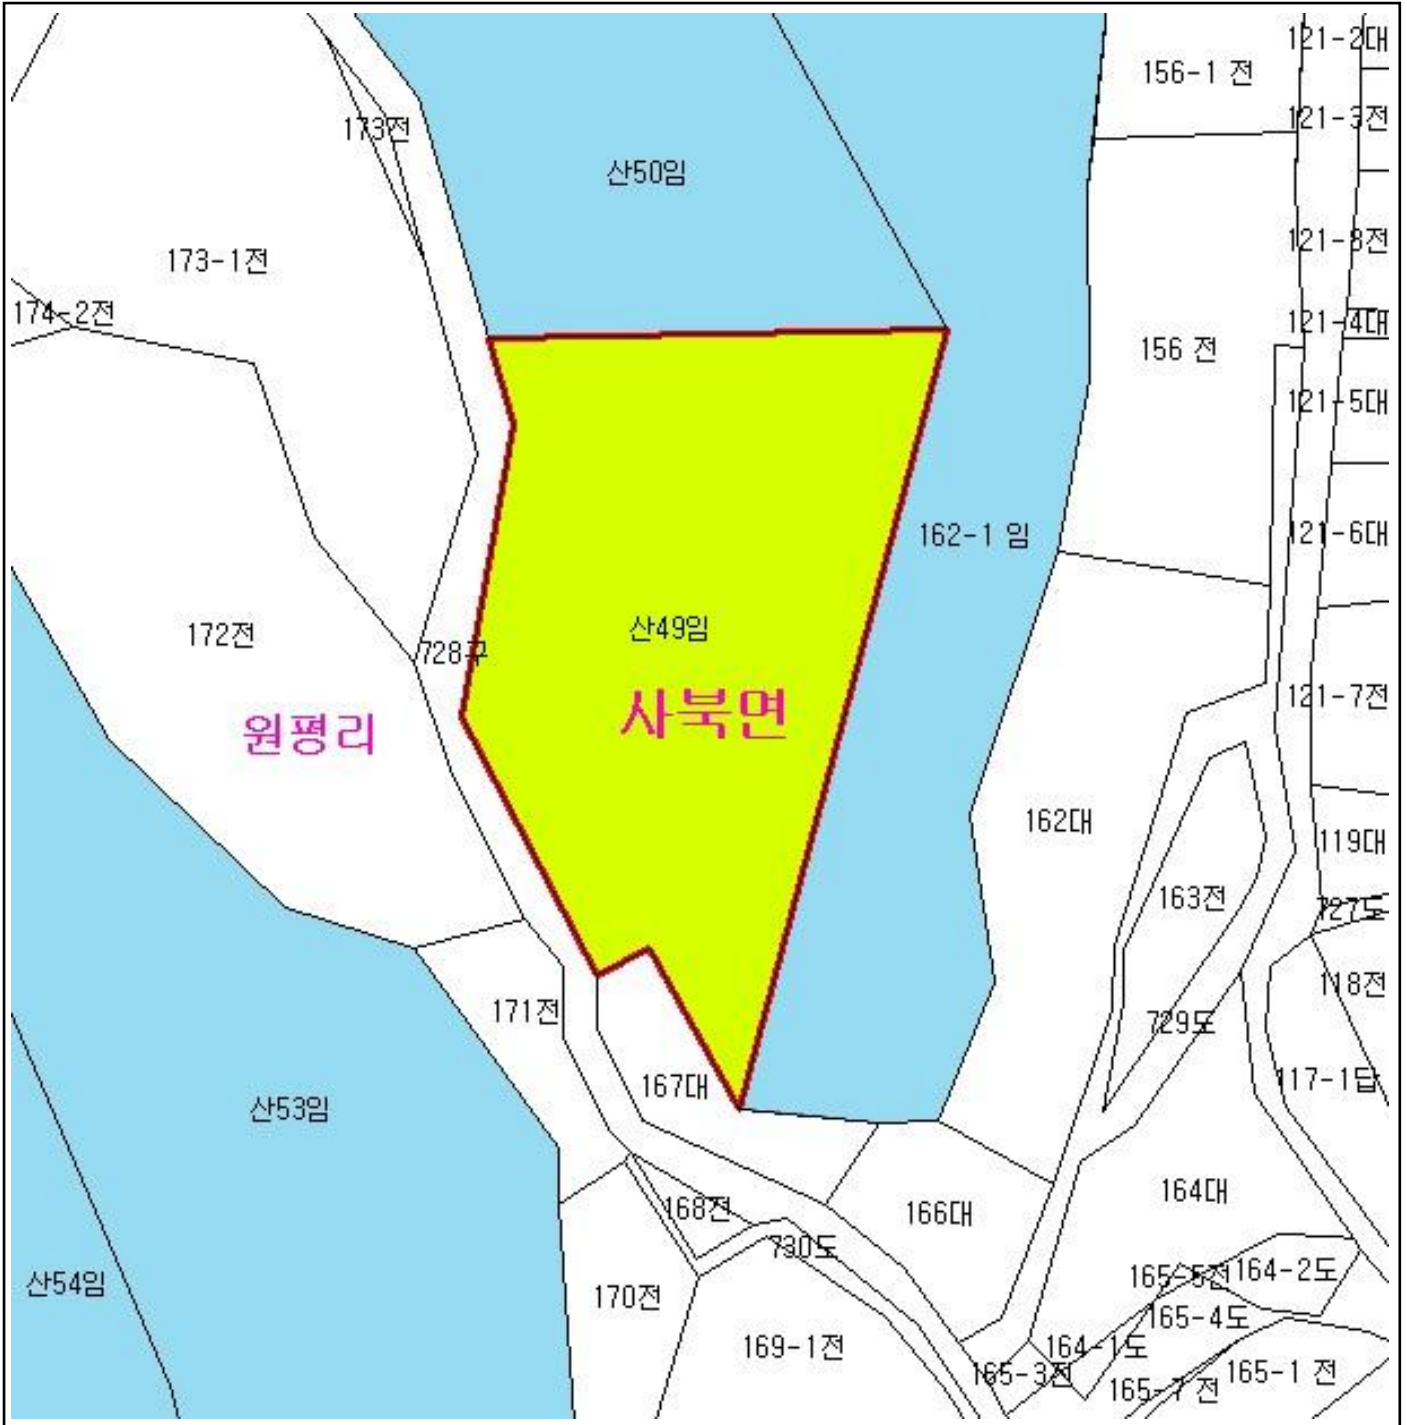 121-2대
156-1 전
121-3전
173전
산50임
121-8전
173-1전
174-2전
121-4대
156 전
121-5대
162-1 임
121-6대
산49임
172전
728구
121-7전
사북면
원평리
162대
119대
163전
727도
118전
171전
729도
117-1답
167대
산53임
164대
168전
166대
730도
164-2도
165-5전
산54임
170전
165-4도
169-1전
164-1도
165-3전
165-1 전
165-7 전